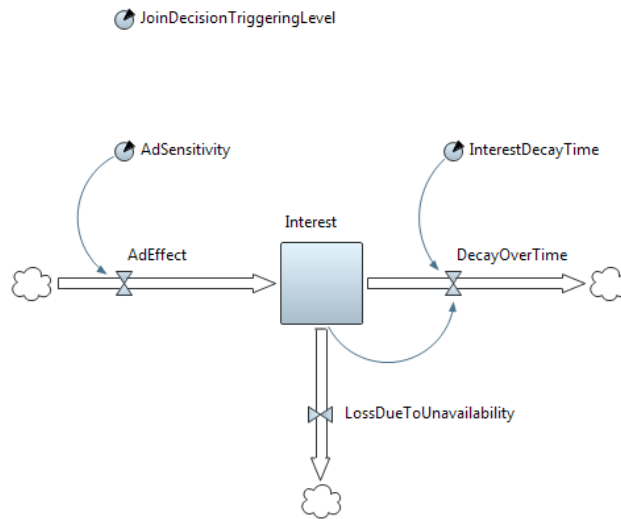 JoinDecisionTriggeringLevel
AdSensitivity
InterestDecayTime
Interest
AdEffect
DecayOverTime
LossDueToUnavailability